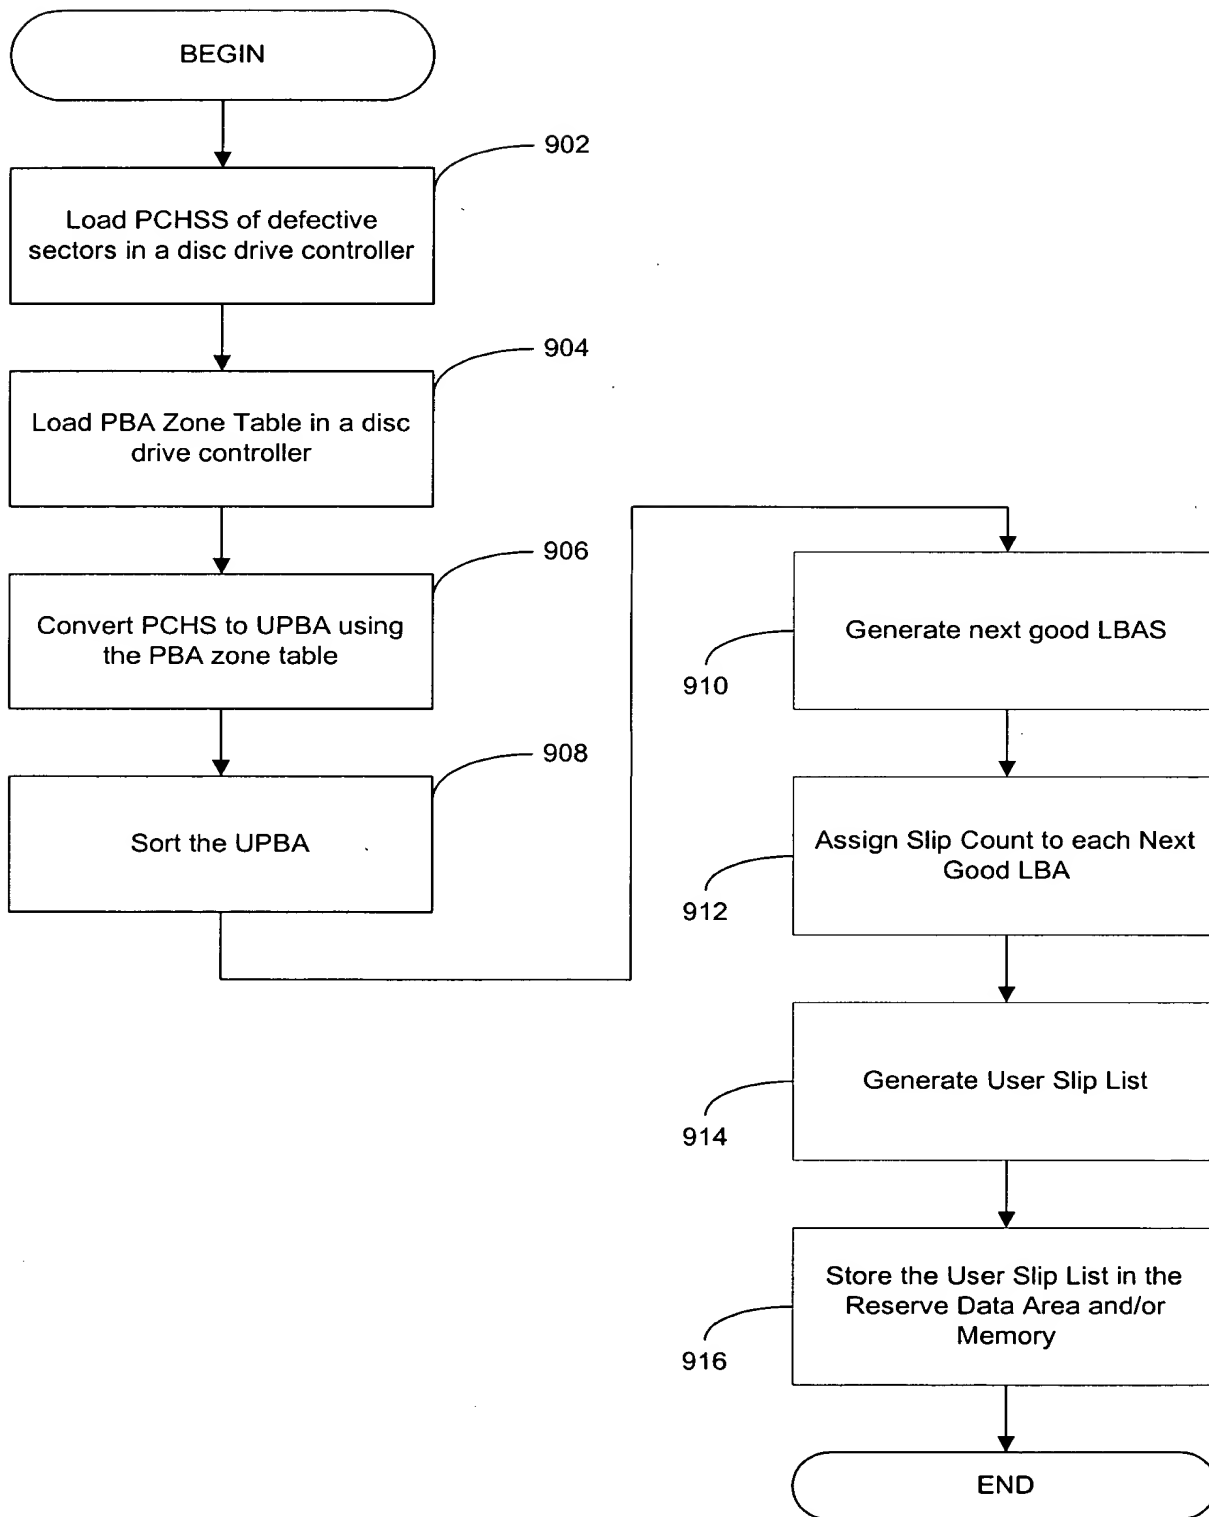 BEGIN
902
Load PCHSS of defective
sectors in a disc drive controller
904
Load PBA Zone Table in a disc
drive controller
906
Convert PCHS to UPBA using
the PBA zone table
908
Sort the UPBA
Generate next good LBAS
910
Assign Slip Count to each Next
Good LBA
912
Generate User Slip List
914
Store the User Slip List in the
Reserve Data Area and/or
Memory
916
END